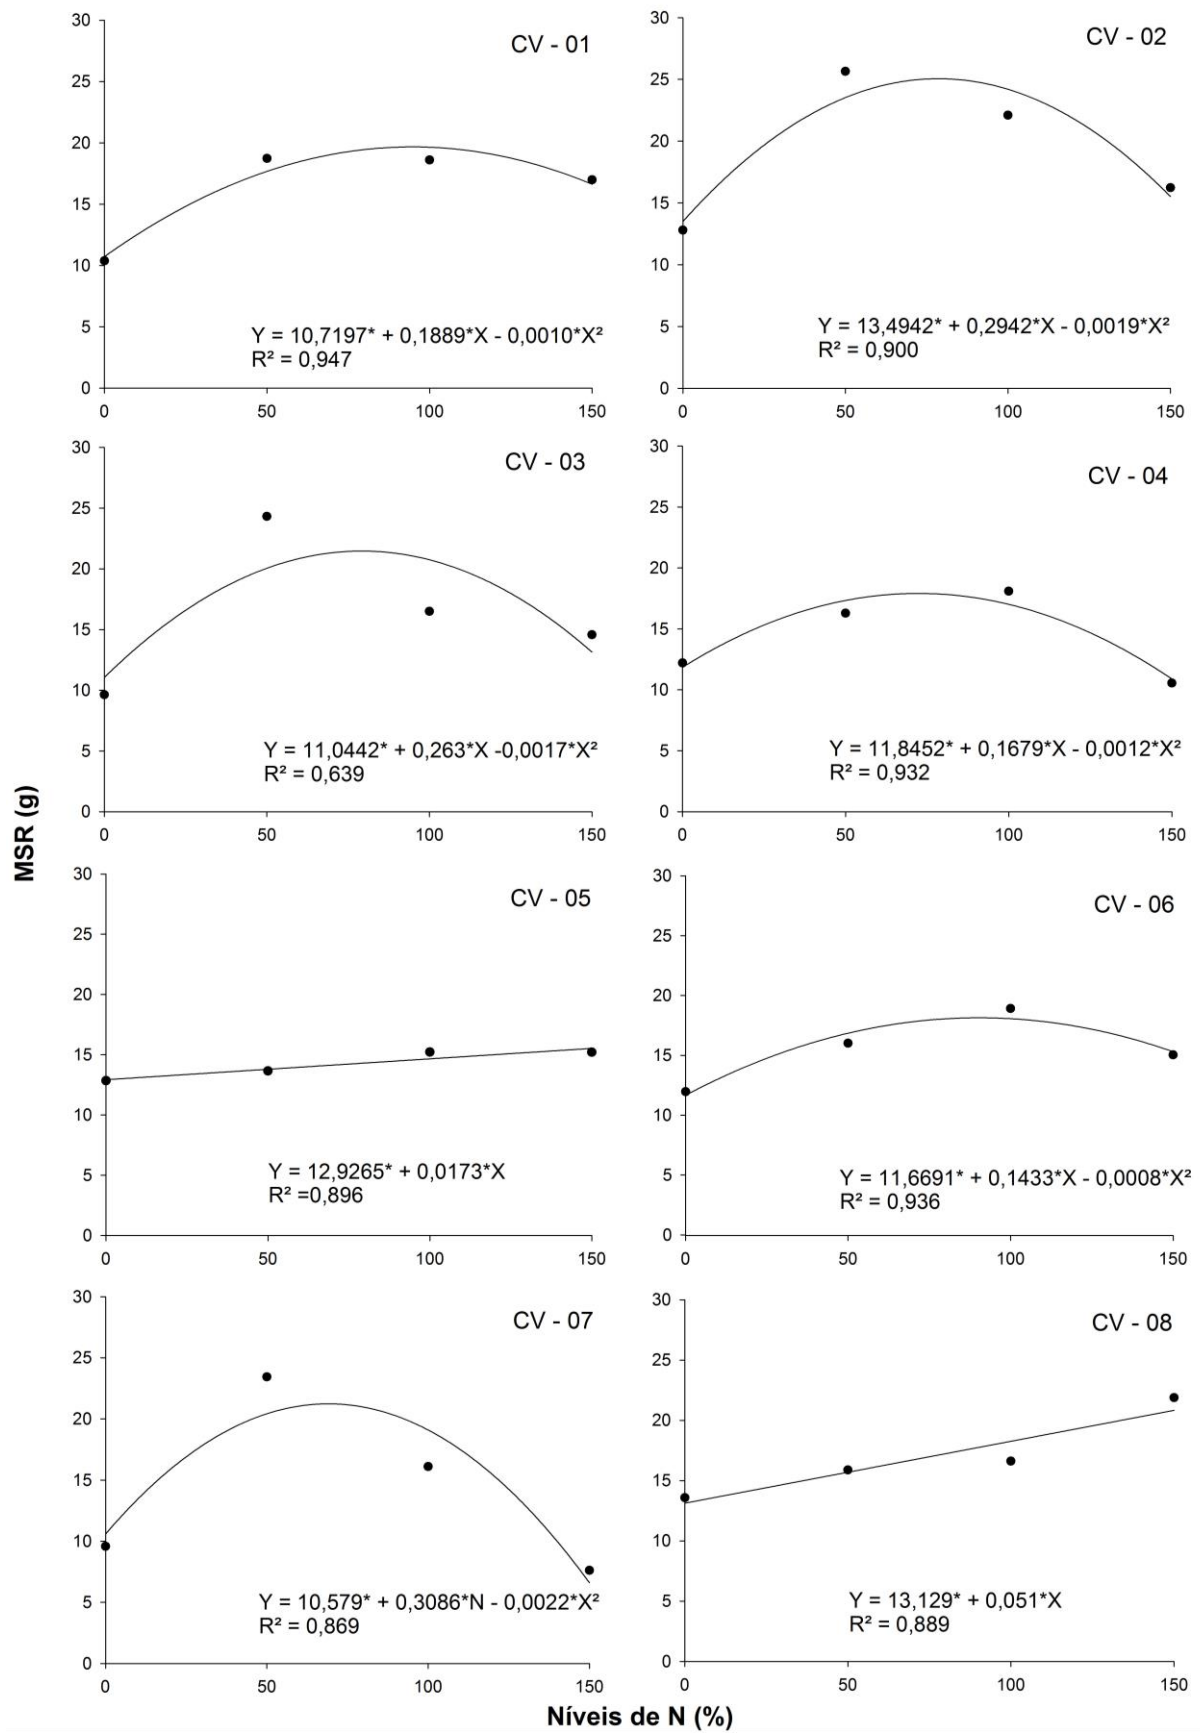 30
25
20
15
10
5
0
0 50 100 150
CV - 01
Y = 10,7197* + 0,1889*X - 0,0010*X²
R² = 0,947
30
25
20
15
10
5
0
0 50 100 150
CV - 02
Y = 13,4942* + 0,2942*X - 0,0019*X²
R² = 0,900
30
25
20
15
10
5
0
0 50 100 150
CV - 03
Y = 11,0442* + 0,263*X -0,0017*X²
R² = 0,639
30
25
20
15
10
5
0
0 50 100 150
CV - 04
Y = 11,8452* + 0,1679*X - 0,0012*X²
R² = 0,932
MSR (g)
30
25
20
15
10
5
0
0 50 100 150
CV - 05
Y = 12,9265* + 0,0173*X
R² =0,896
30
25
20
15
10
5
0
0 50 100 150
CV - 06
Y = 11,6691* + 0,1433*X - 0,0008*X²
R² = 0,936
30
25
20
15
10
5
0
0 50 100 150
CV - 07
Y = 10,579* + 0,3086*N - 0,0022*X²
R² = 0,869
30
25
20
15
10
5
0
0 50 100 150
CV - 08
Y = 13,129* + 0,051*X
R² = 0,889
Níveis de N (%)